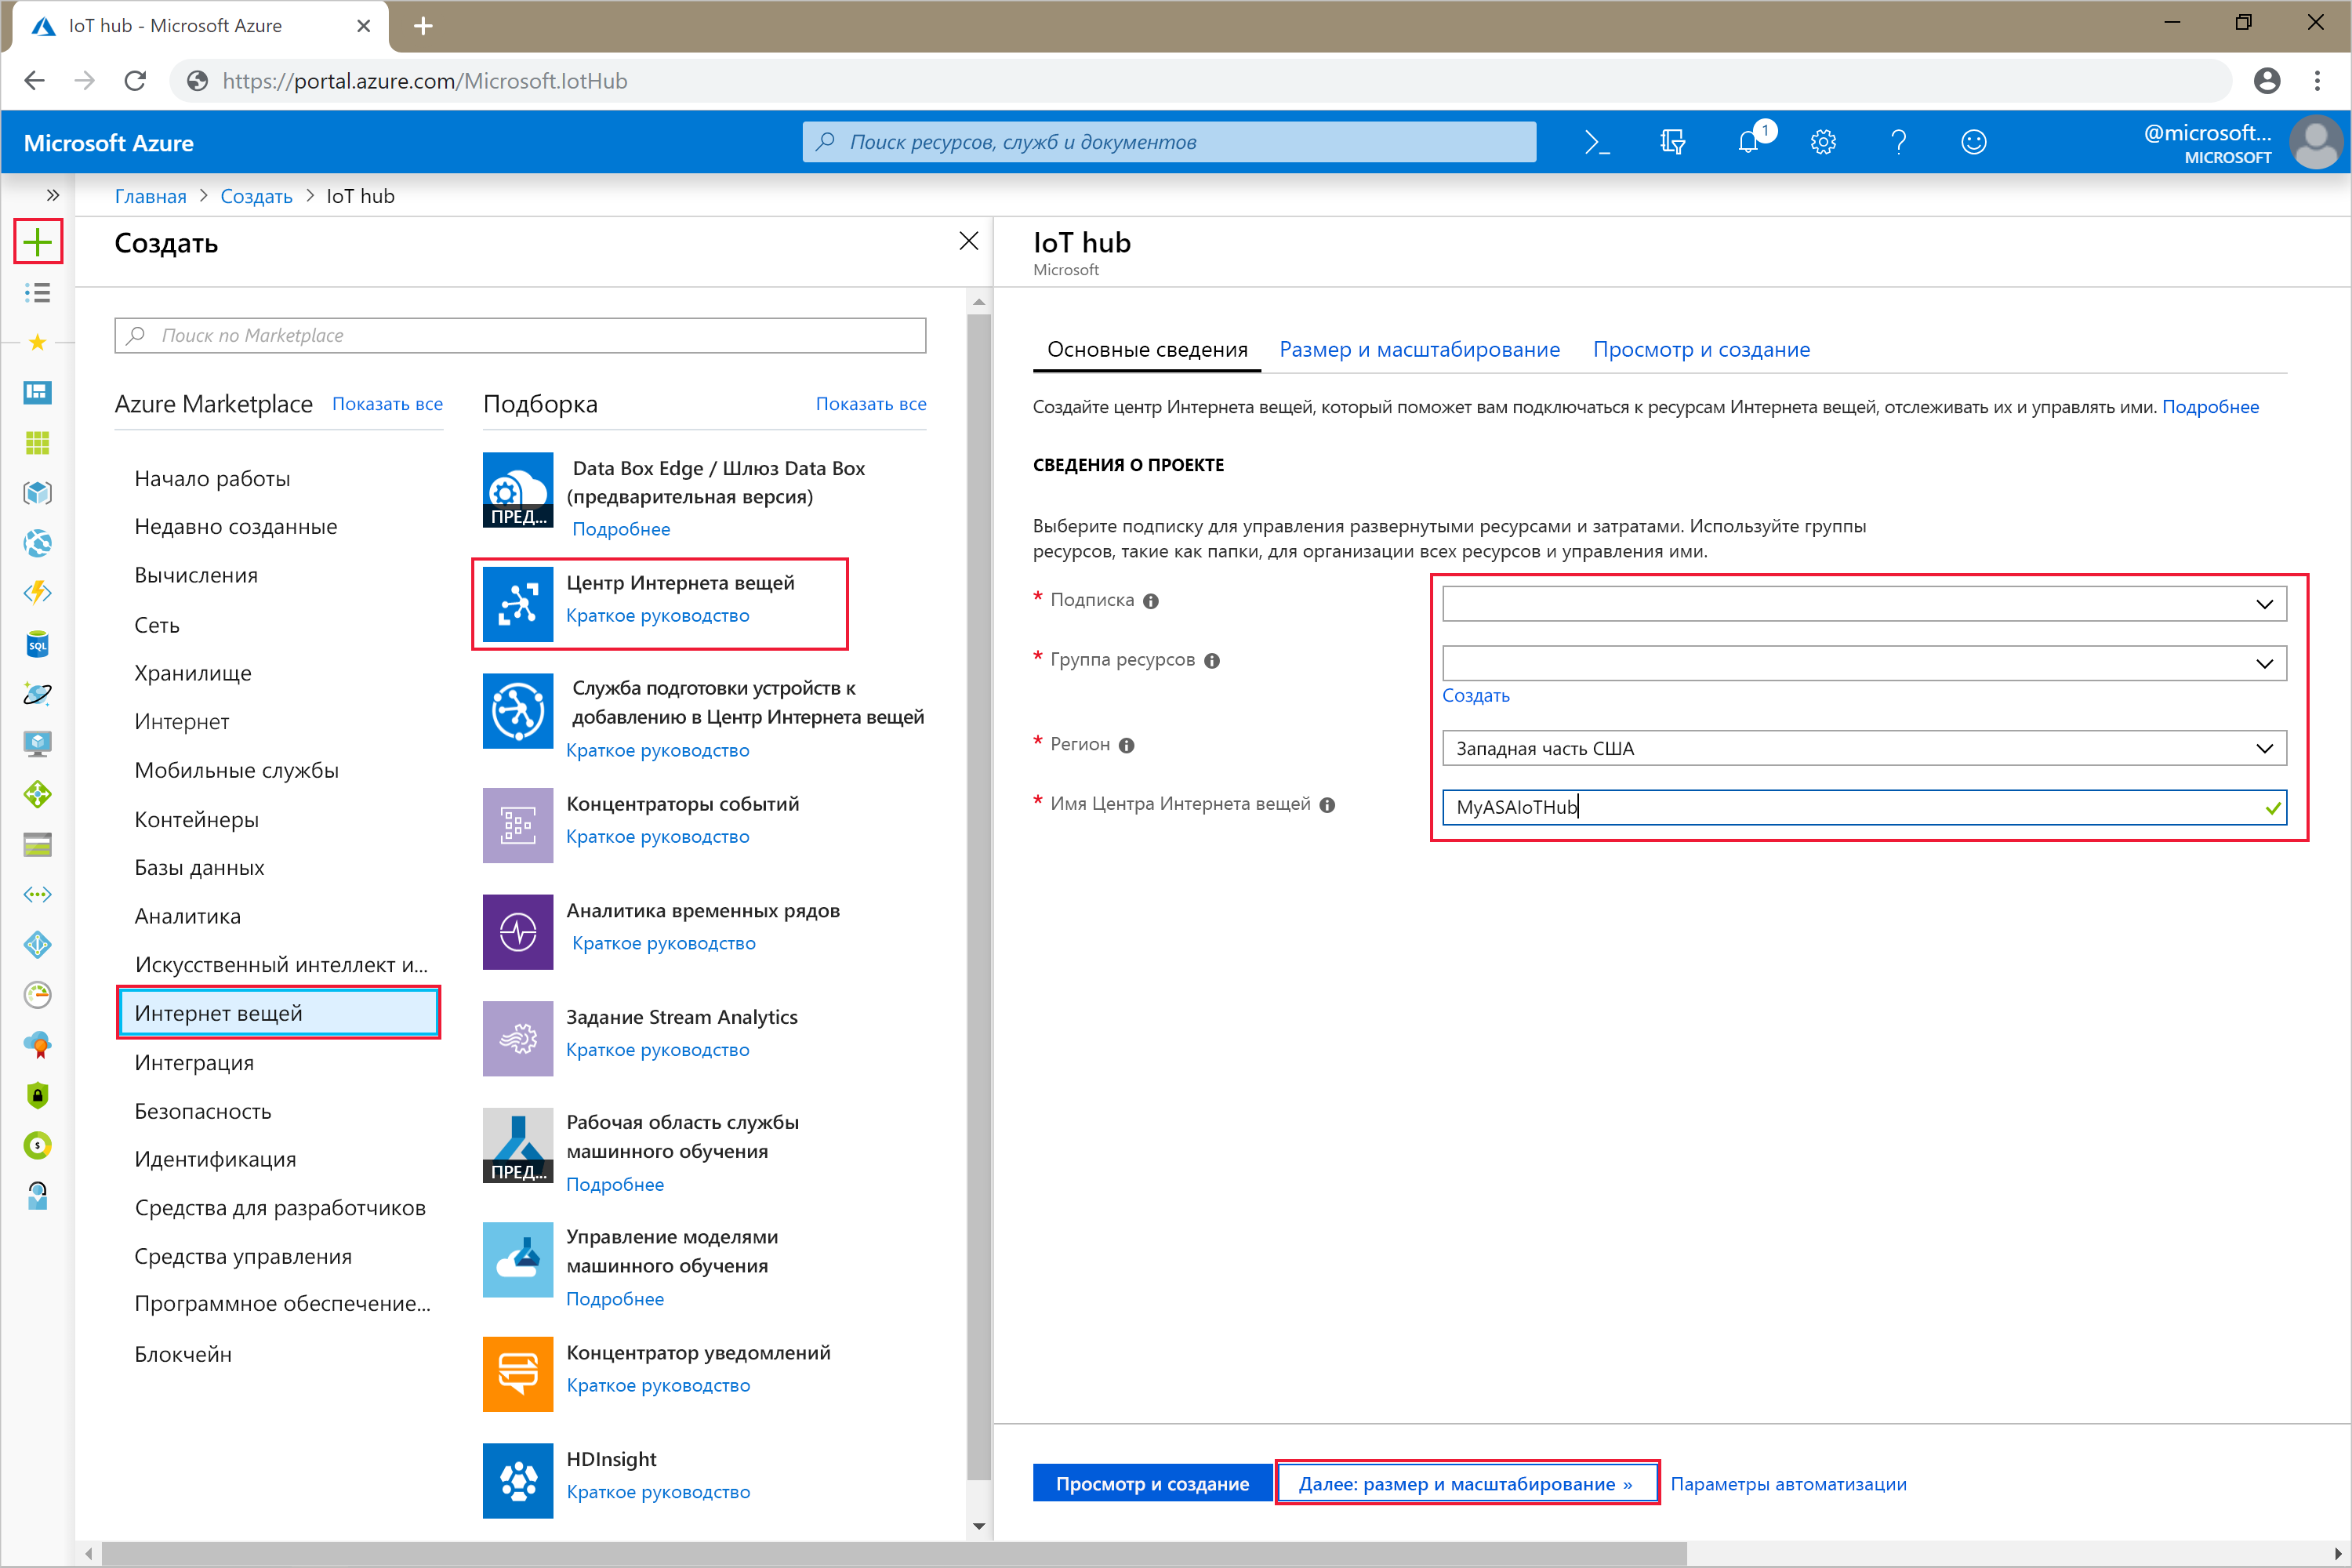 IoT hub - Microsoft Azure
https://portal.azure.com/Microsoft.IotHub
Microsoft Azure
Поиск ресурсов, служб и документов
1
@microsoft...
MICROSOFT
Главная > Создать > IoT hub
Создать
Поиск по Marketplace
Azure Marketplace
Показать все
Начало работы
Недавно созданные
Вычисления
Сеть
Хранилище
Интернет
Мобильные службы
Контейнеры
Базы данных
Аналитика
Искусственный интеллект и...
Интернет вещей
Интеграция
Безопасность
Идентификация
Средства для разработчиков
Средства управления
Программное обеспечение...
Блокчейн
SQL
Подборка
Показать все
Data Box Edge / Шлюз Data Box
(предварительная версия)
ПРЕД...
Подробнее
Центр Интернета вещей
Краткое руководство
Служба подготовки устройств к
добавлению в Центр Интернета вещей
Краткое руководство
Концентраторы событий
Краткое руководство
Аналитика временных рядов
Краткое руководство
Задание Stream Analytics
Краткое руководство
Рабочая область службы
машинного обучения
ПРЕД...
Подробнее
Управление моделями
машинного обучения
Подробнее
Концентратор уведомлений
Краткое руководство
HDInsight
Краткое руководство
IoT hub
Microsoft
Основные сведения
Размер и масштабирование
Просмотр и создание
Создайте центр Интернета вещей, который поможет вам подключаться к ресурсам Интернета вещей, отслеживать их и управлять ими. Подробнее
СВЕДЕНИЯ О ПРОЕКТЕ
Выберите подписку для управления развернутыми ресурсами и затратами. Используйте группы
ресурсов, такие как папки, для организации всех ресурсов и управления ими.
* Подписка
* Группа ресурсов
Создать
* Регион
Западная часть США
* Имя Центра Интернета вещей
MyASAIoTHub
Просмотр и создание
Далее: размер и масштабирование »
Параметры автоматизации